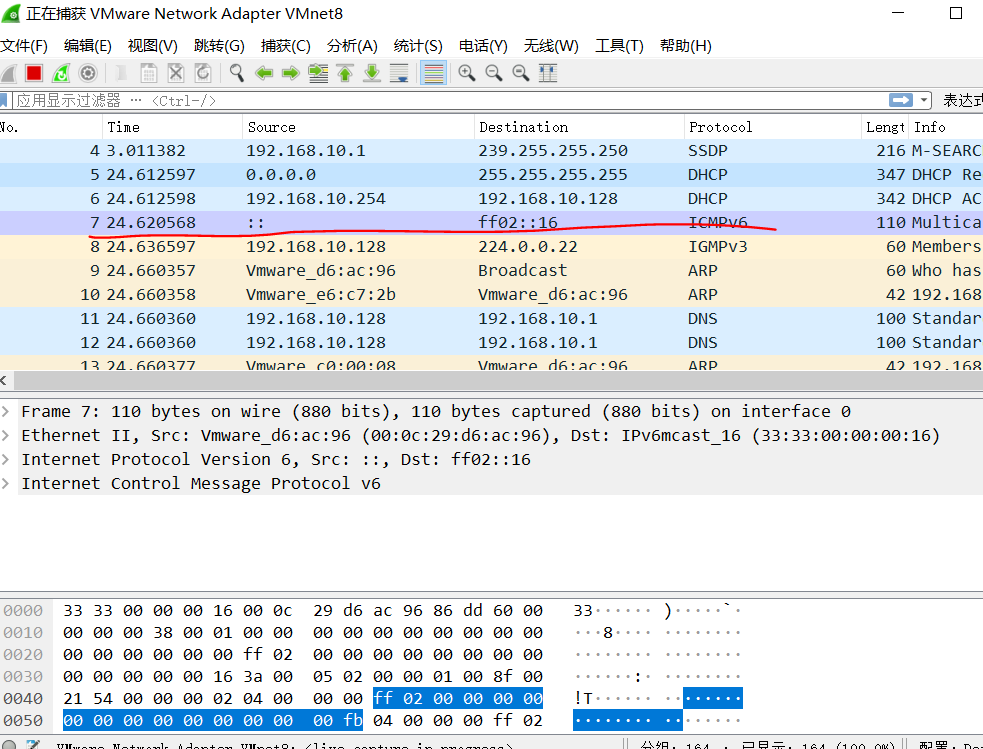 正在捕获 VMware Network Adapter VMnet8
文件(F) 编辑(E) 视图(V) 跳转(G) 捕获(C) 分析(A) 统计(S) 电话(Y) 无线(W) 工具(T) 帮助(H)
应用显示过滤器 … <Ctrl-/> 表达式
No. Time Source Destination Protocol Lengt Info
4 3.011382 192.168.10.1 239.255.255.250 SSDP 216 M-SEARC
5 24.612597 0.0.0.0 255.255.255.255 DHCP 347 DHCP Re
6 24.612598 192.168.10.254 192.168.10.128 DHCP 342 DHCP AC
7 24.620568 :: ff02::16 ICMPv6 110 Multica
8 24.636597 192.168.10.128 224.0.0.22 IGMPv3 60 Members
9 24.660357 Vmware_d6:ac:96 Broadcast ARP 60 Who has
10 24.660358 Vmware_e6:c7:2b Vmware_d6:ac:96 ARP 42 192.168
11 24.660360 192.168.10.128 192.168.10.1 DNS 100 Standar
12 24.660360 192.168.10.128 192.168.10.1 DNS 100 Standar
13 24.660377 Vmware_c0:00:08 Vmware_d6:ac:96 ARP 42 192.168
Frame 7: 110 bytes on wire (880 bits), 110 bytes captured (880 bits) on interface 0
Ethernet II, Src: Vmware_d6:ac:96 (00:0c:29:d6:ac:96), Dst: IPv6mcast_16 (33:33:00:00:00:16)
Internet Protocol Version 6, Src: ::, Dst: ff02::16
Internet Control Message Protocol v6
0000 33 33 00 00 00 16 00 0c 29 d6 ac 96 86 dd 60 00 33······ )·····`·
0010 00 00 00 38 00 01 00 00 00 00 00 00 00 00 00 00 ···8···· ········
0020 00 00 00 00 00 00 ff 02 00 00 00 00 00 00 00 00 ········ ········
0030 00 00 00 00 00 16 3a 00 05 02 00 00 01 00 8f 00 ······:· ········
0040 21 54 00 00 00 02 04 00 00 00 ff 02 00 00 00 00 !T······ ········
0050 00 00 00 00 00 00 00 00 00 fb 04 00 00 00 ff 02 ········ ········
VMware Network Adapter VMnet8: <live capture in progress> 分组: 164 · 已显示: 164 (100.0%) 配置: De